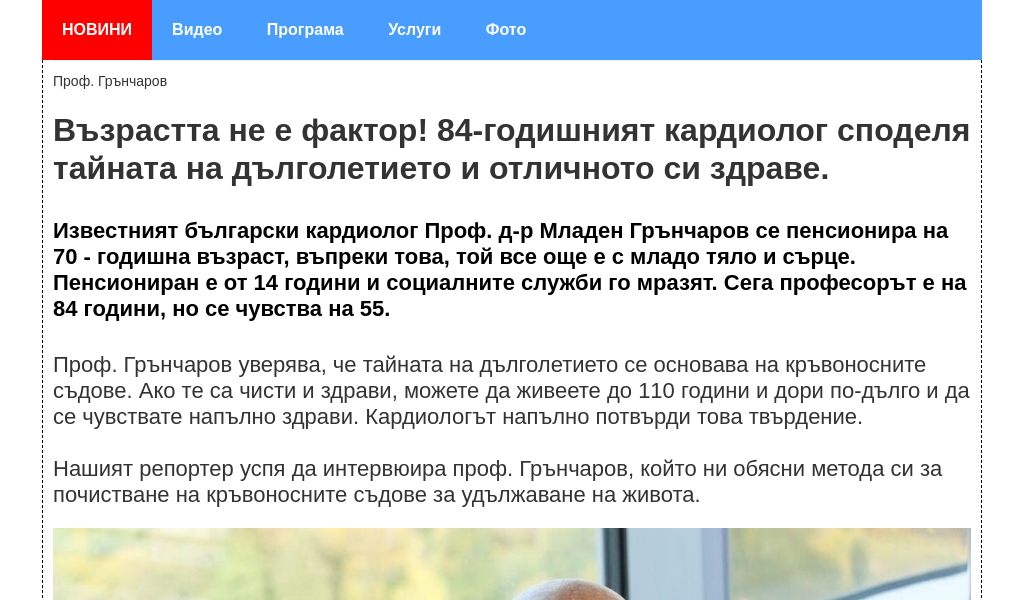 НОВИНИ Видео Програма Услуги Фото
Проф. Грънчаров
Възрастта не е фактор! 84-годишният кардиолог споделя
тайната на дълголетието и отличното си здраве.
Известният български кардиолог Проф. д-р Младен Грънчаров се пенсионира на
70 - годишна възраст, въпреки това, той все още е с младо тяло и сърце.
Пенсиониран е от 14 години и социалните служби го мразят. Сега професорът е на
84 години, но се чувства на 55.
Проф. Грънчаров уверява, че тайната на дълголетието се основава на кръвоносните
съдове. Ако те са чисти и здрави, можете да живеете до 110 години и дори по-дълго и да
се чувствате напълно здрави. Кардиологът напълно потвърди това твърдение.
Нашият репортер успя да интервюира проф. Грънчаров, който ни обясни метода си за
почистване на кръвоносните съдове за удължаване на живота.